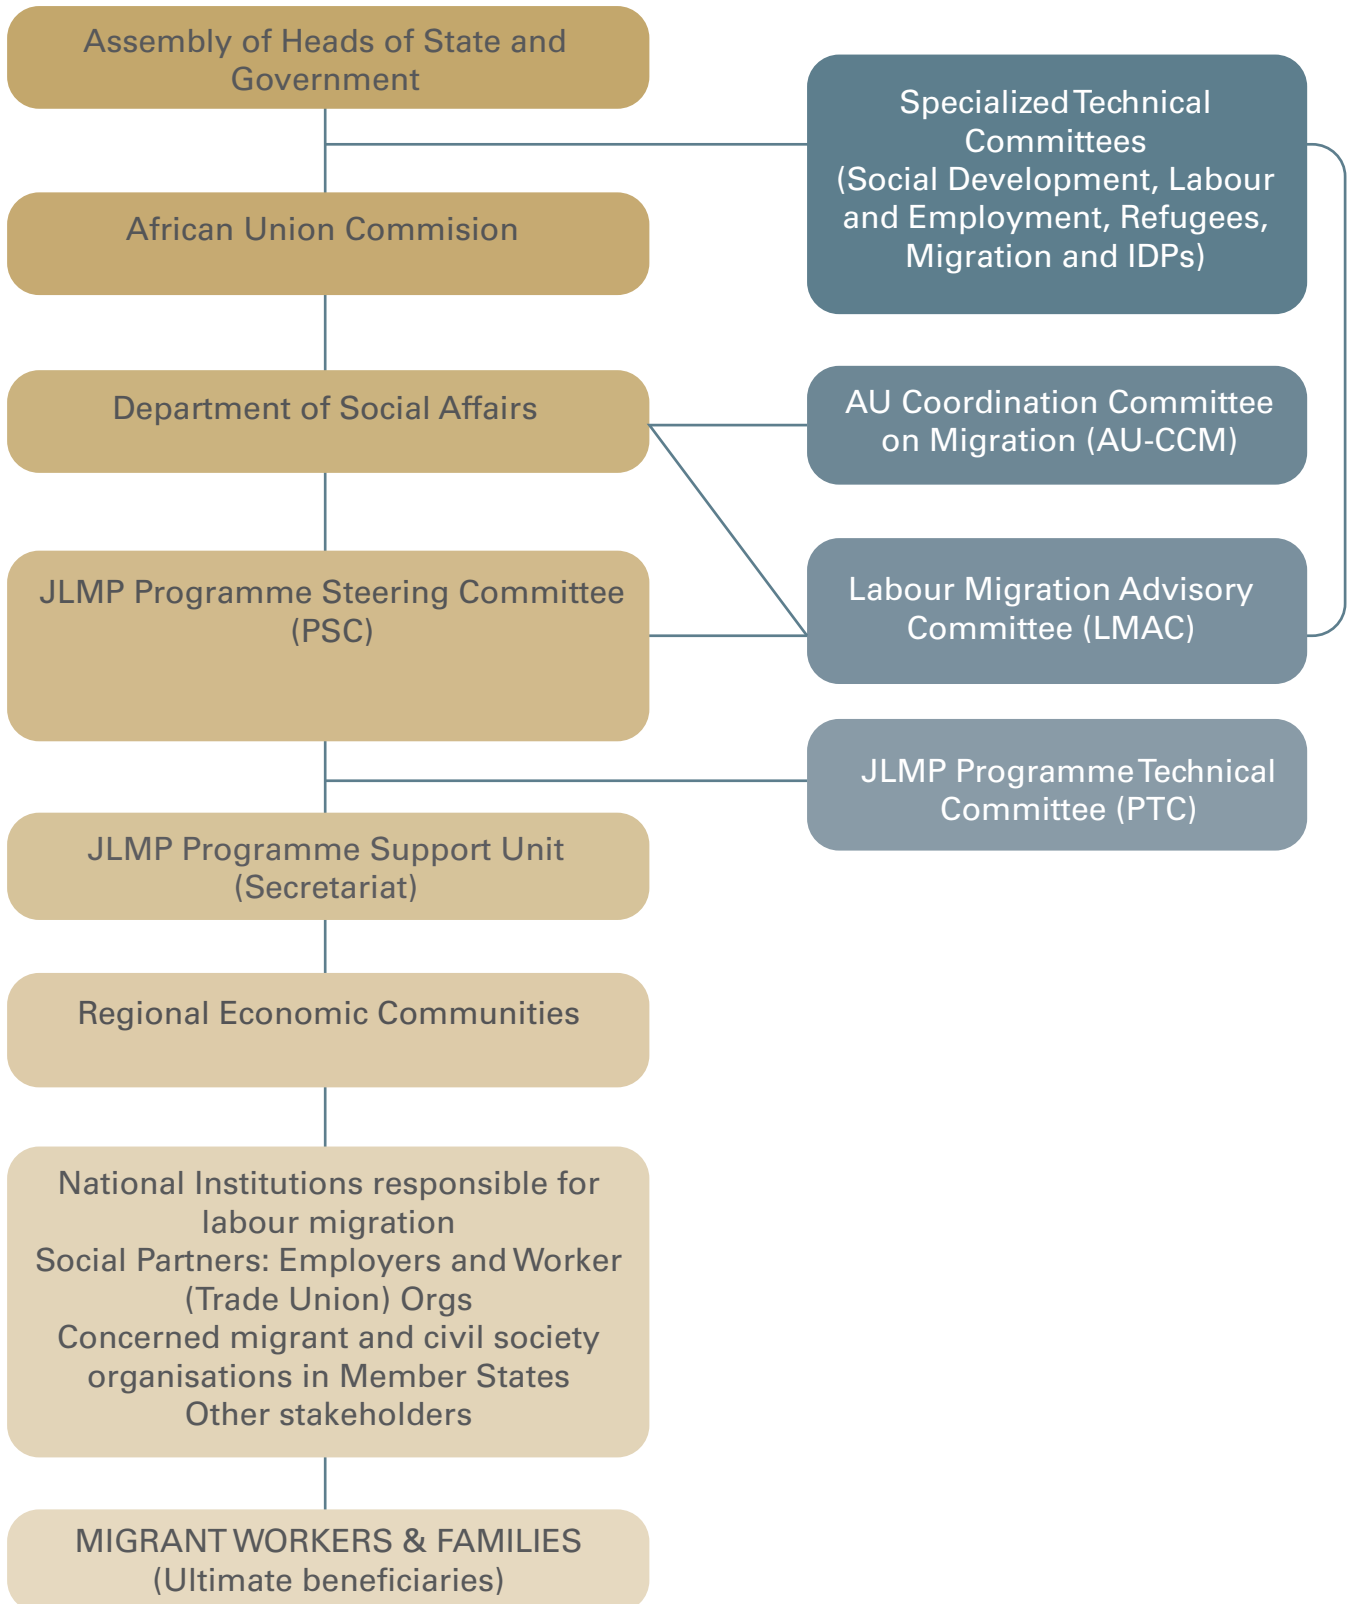 Assembly of Heads of State and
Government
Specialized Technical
Committees
(Social Development, Labour
and Employment, Refugees,
Migration and IDPs)
African Union Commision
Department of Social Affairs
AU Coordination Committee
on Migration (AU-CCM)
JLMP Programme Steering Committee
(PSC)
Labour Migration Advisory
Committee (LMAC)
JLMP Programme Technical
Committee (PTC)
JLMP Programme Support Unit
(Secretariat)
Regional Economic Communities
National Institutions responsible for
labour migration
Social Partners: Employers and Worker
(Trade Union) Orgs
Concerned migrant and civil society
organisations in Member States
Other stakeholders
MIGRANT WORKERS & FAMILIES
(Ultimate beneficiaries)